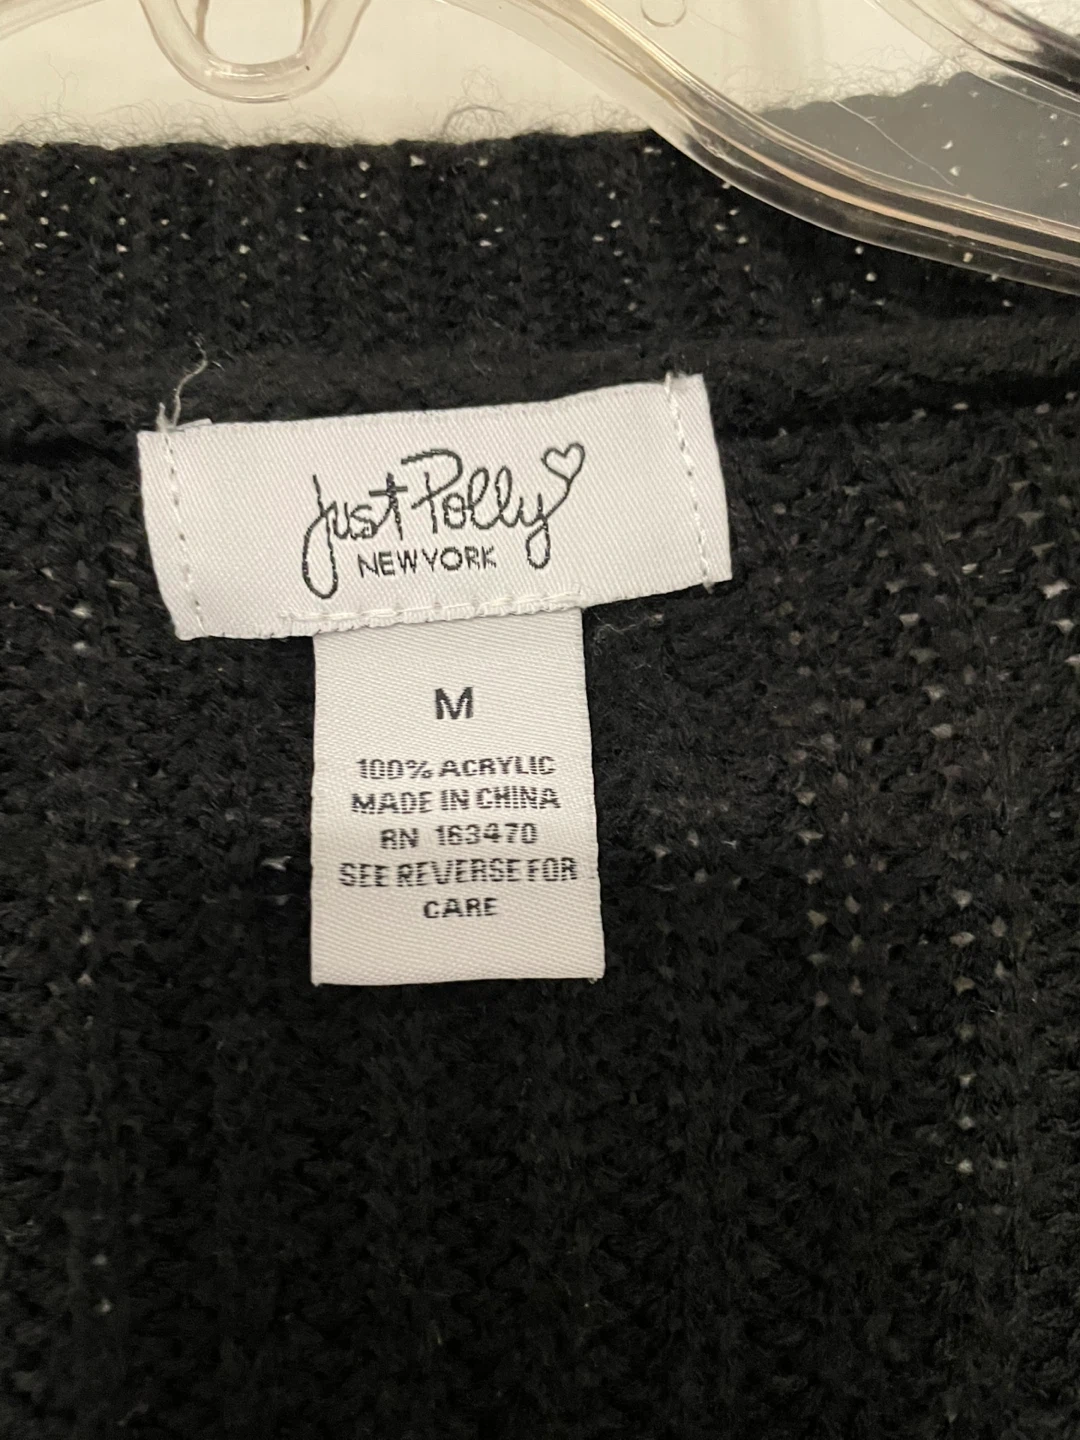 Just Polly
NEW YORK
M
100% ACRYLIC
MADE IN CHINA
RN 163470
SEE REVERSE FOR
CARE